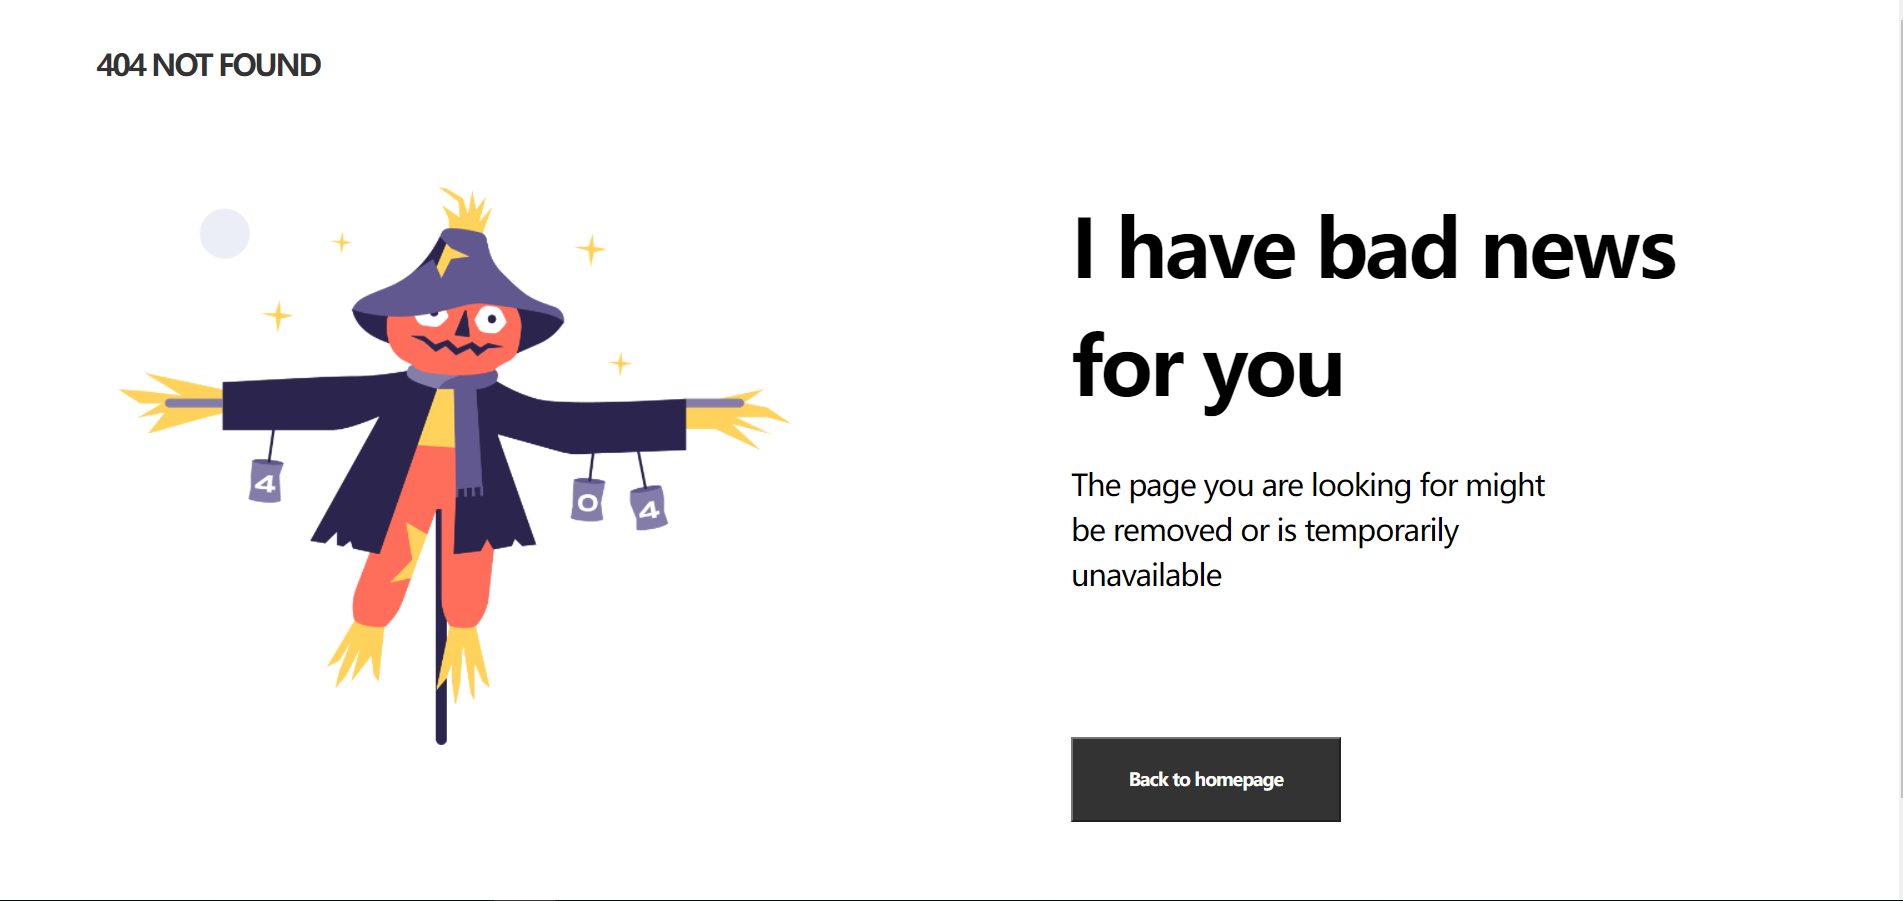 404 NOT FOUND
4
0
4
I have bad news
for you
The page you are looking for might
be removed or is temporarily
unavailable
Back to homepage